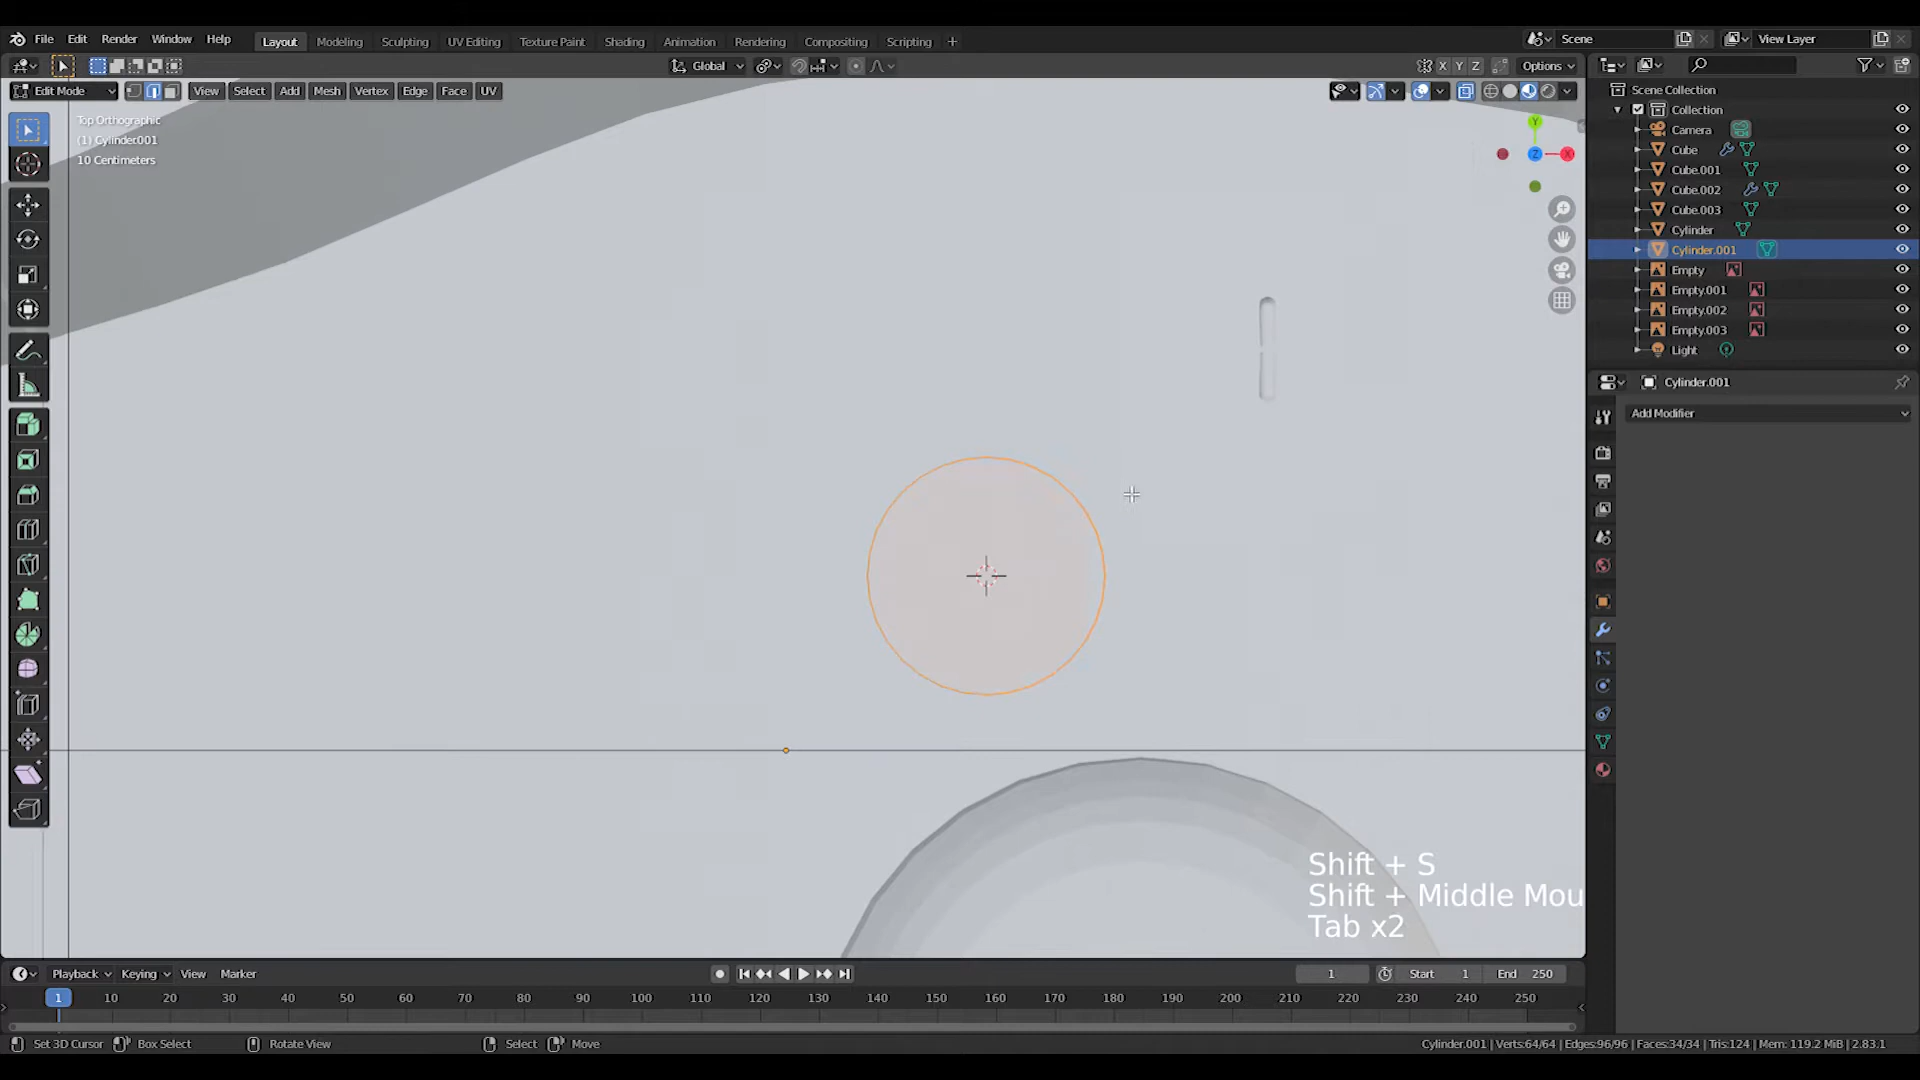 File Edit Render Window Help Layout Modeling Sculpting UV Editing Texture Paint Shading Animation Rendering Compositing Scripting + Scene View Layer
Global X Y Z Options
Edit Mode View Select Add Mesh Vertex Edge Face UV
Top Orthographic
(1) Cylinder.001
10 Centimeters
Y
Z
X
Scene Collection
Collection
Camera
Cube
Cube.001
Cube.002
Cube.003
Cylinder
Cylinder.001
Empty
Empty.001
Empty.002
Empty.003
Light
Cylinder.001
Add Modifier
Shift + S
Shift + Middle Mou
Tab x2
Playback Keying View Marker 1 Start 1 End 250
1 10 20 30 40 50 60 70 80 90 100 110 120 130 140 150 160 170 180 190 200 210 220 230 240 250
Set 3D Cursor Box Select Rotate View Select Move Cylinder.001 | Verts:64/64 | Edges:96/96 | Faces:34/34 | Tris:124 | Mem: 119.2 MiB | 2.83.1